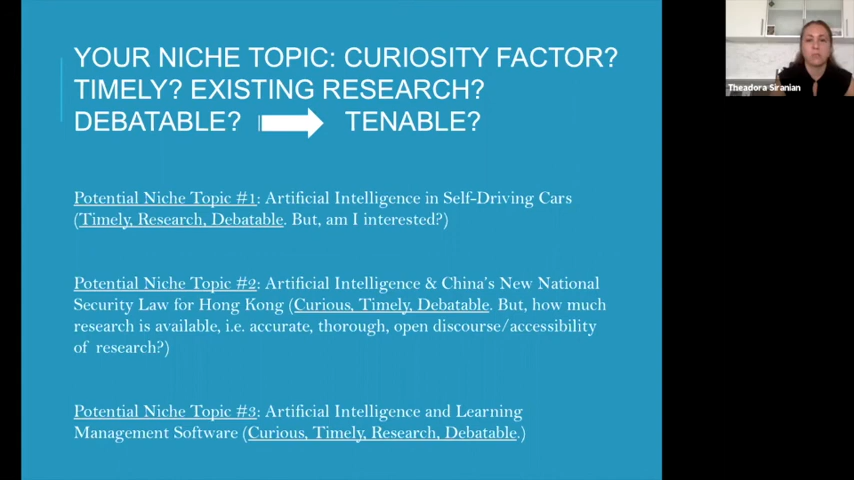 YOUR NICHE TOPIC: CURIOSITY FACTOR?
TIMELY? EXISTING RESEARCH?
DEBATABLE? TENABLE?
Potential Niche Topic #1: Artificial Intelligence in Self-Driving Cars
(Timely, Research, Debatable. But, am I interested?)
Potential Niche Topic #2: Artificial Intelligence & China's New National
Security Law for Hong Kong (Curious, Timely, Debatable. But, how much
research is available, i.e. accurate, thorough, open discourse/accessibility
of research?)
Potential Niche Topic #3: Artificial Intelligence and Learning
Management Software (Curious, Timely, Research, Debatable.)
Theadora Siranian